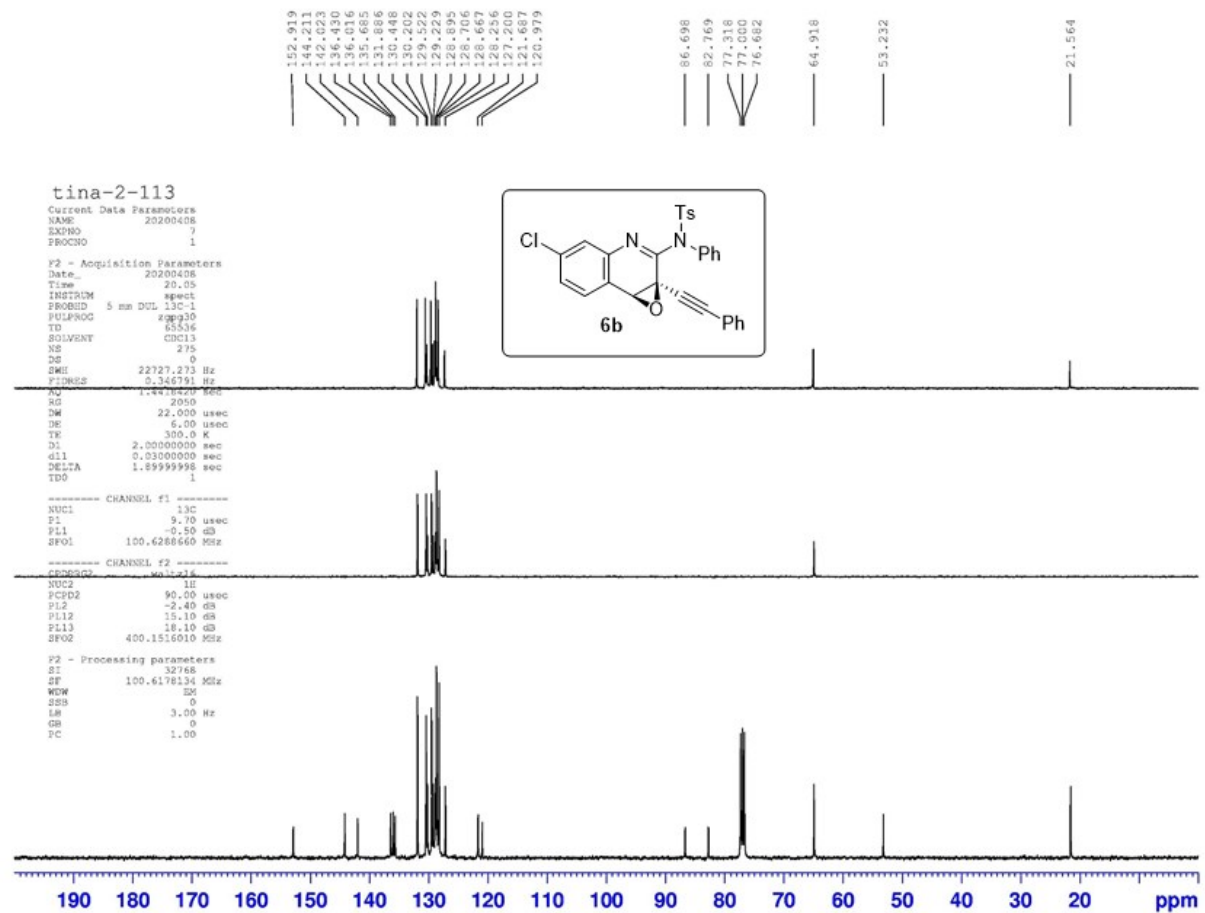 152.919
144.211
142.023
136.430
136.016
135.685
131.886
130.448
130.202
129.522
129.229
128.895
128.706
128.667
128.256
127.200
121.687
120.979
86.698
82.769
77.318
77.000
76.682
64.918
53.232
21.564
tina-2-113
Current Data Parameters
NAME 20200408
EXPNO 7
PROCNO 1
F2 - Acquisition Parameters
Date_ 20200408
Time 20.05
INSTRUM spect
PROBHD 5 mm DUL 13C-1
PULPROG zgpg30
TD 65536
SOLVENT CDCl3
NS 275
DS 0
SWH 22727.273 Hz
FIDRES 0.346791 Hz
AQ 1.4418420 sec
RG 2050
DW 22.000 usec
DE 6.00 usec
TE 300.0 K
D1 2.00000000 sec
d11 0.03000000 sec
DELTA 1.89999998 sec
TD0 1
======== CHANNEL f1 ========
NUC1 13C
P1 9.70 usec
PL1 -0.50 dB
SFO1 100.6288660 MHz
======== CHANNEL f2 ========
CPDPRG2 waltz16
NUC2 1H
PCPD2 90.00 usec
PL2 -2.40 dB
PL12 15.10 dB
PL13 18.10 dB
SFO2 400.1516010 MHz
F2 - Processing parameters
SI 32768
SF 100.6178134 MHz
WDW EM
SSB 0
LB 3.00 Hz
GB 0
PC 1.00
Ts
Cl N N Ph
O
6b Ph
190 180 170 160 150 140 130 120 110 100 90 80 70 60 50 40 30 20 ppm